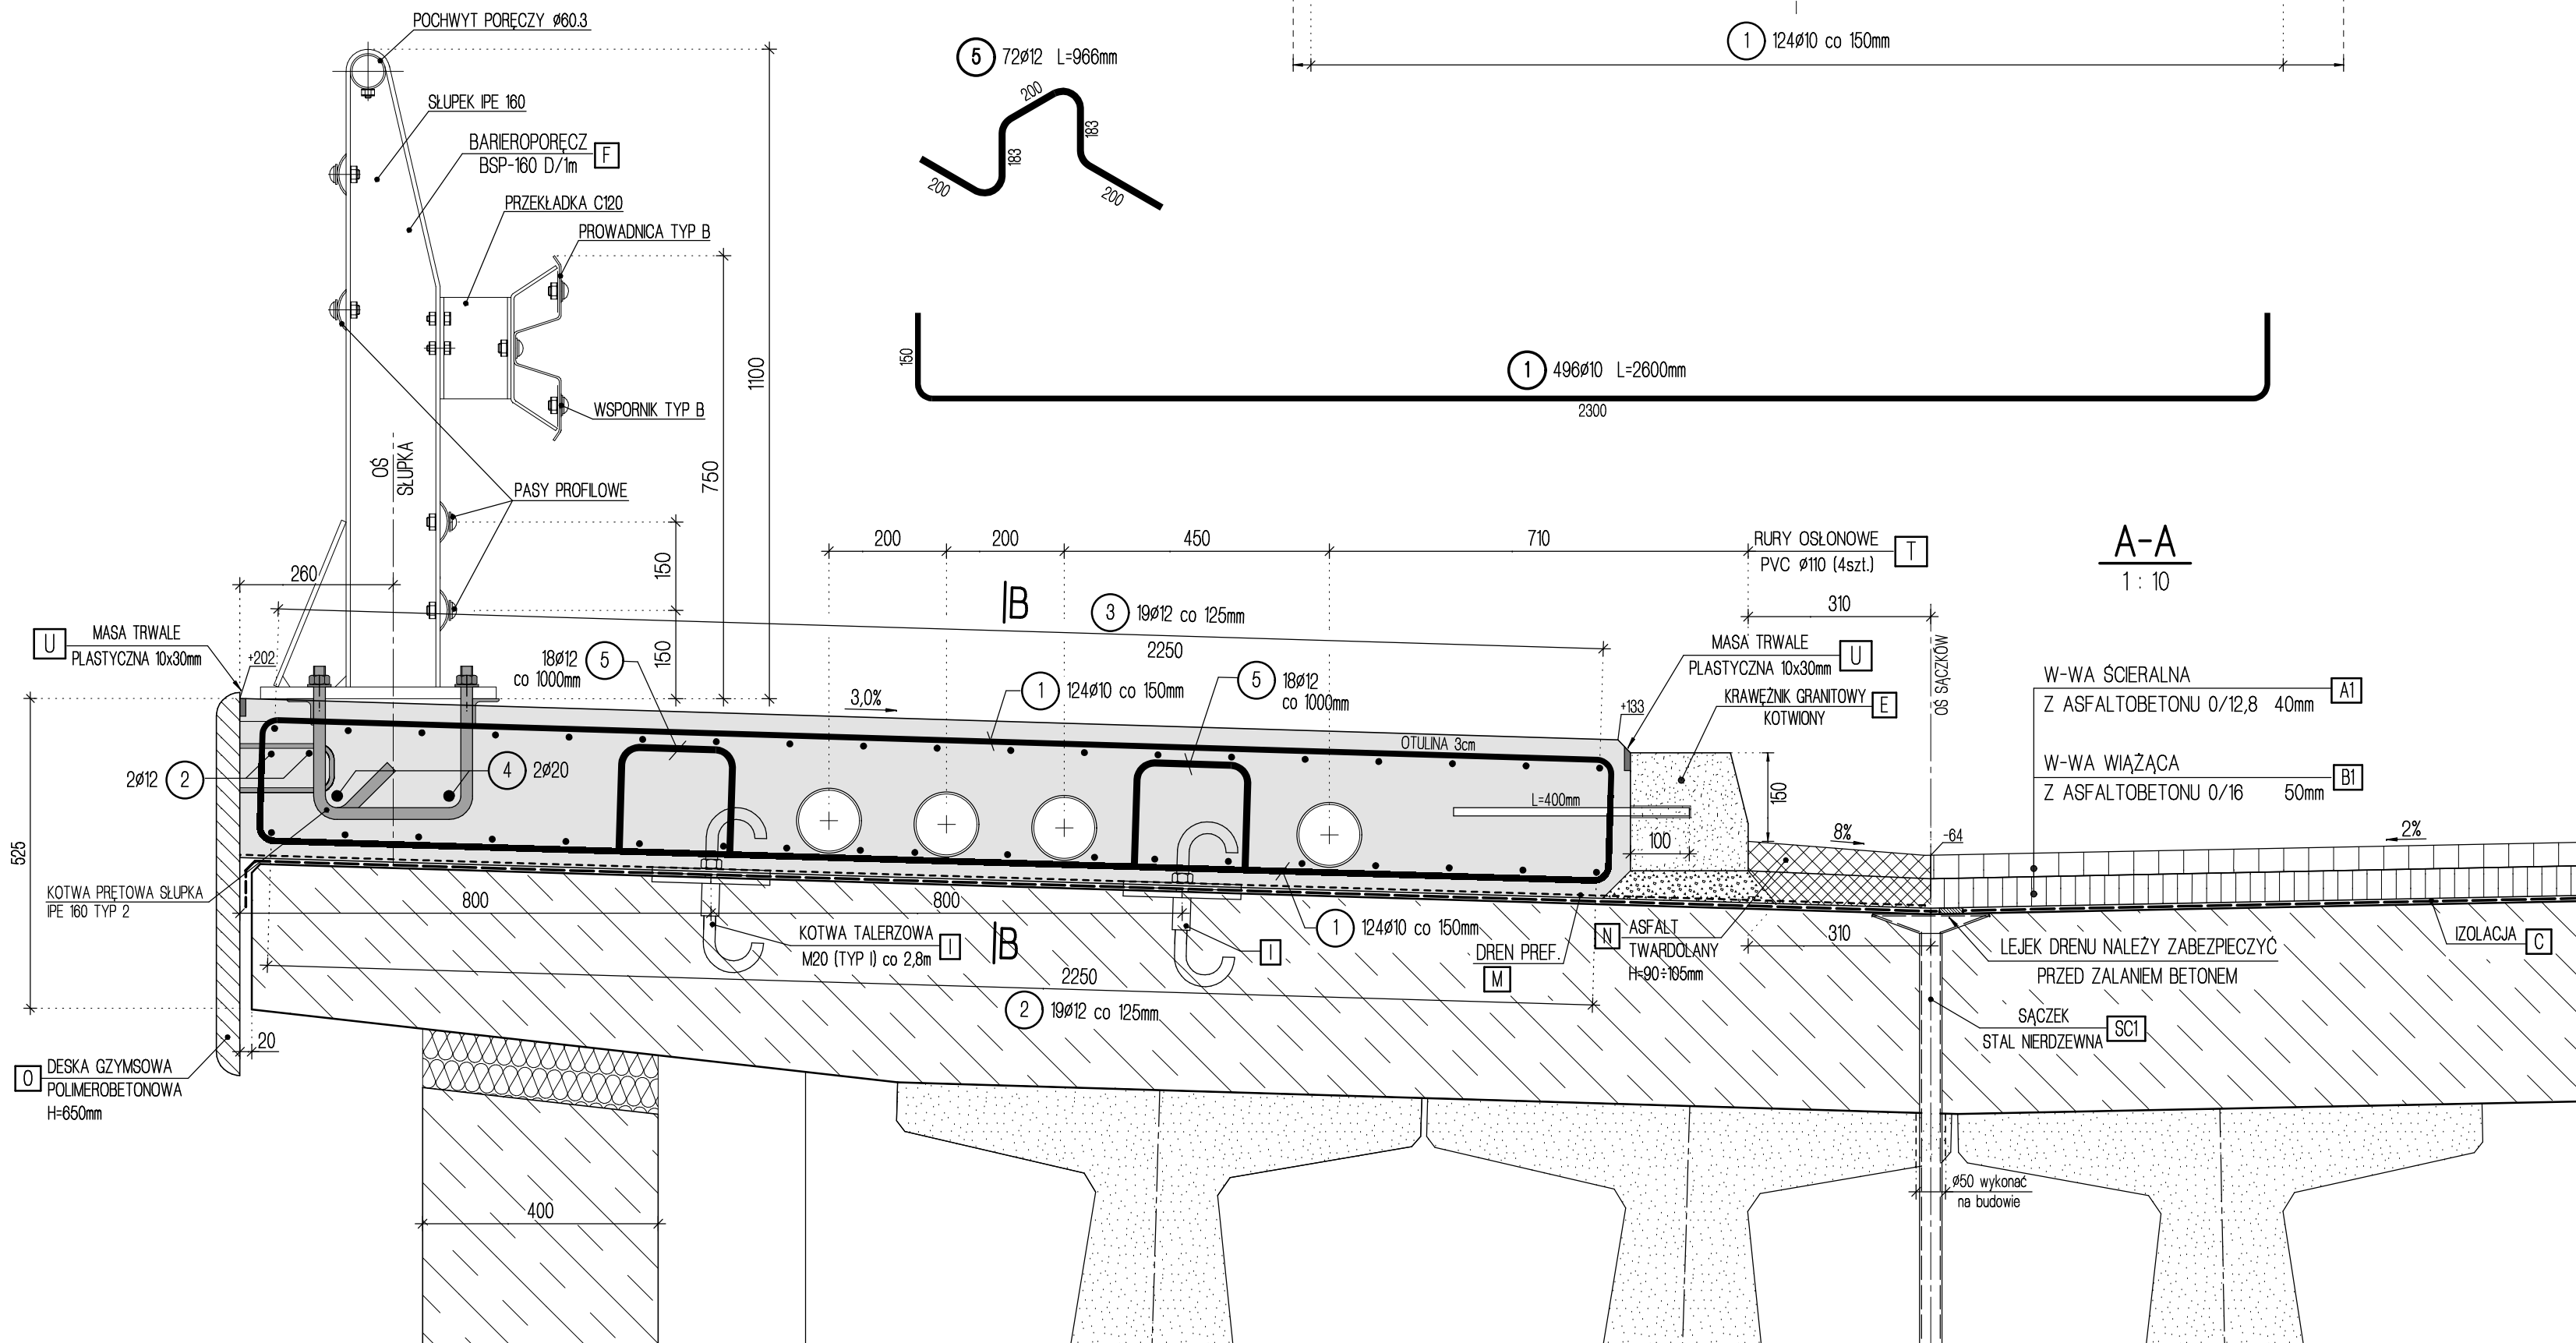 POCHWYT PORĘCZY ø60.3
SŁUPEK IPE 160
BARIEROPORĘCZ
BSP-160 D/1m
F
PRZEKŁADKA C120
PROWADNICA TYP B
WSPORNIK TYP B
PASY PROFILOWE
OŚ
SŁUPKA
1100
750
150
150
260
5 72ø12 L=966mm
200
183
183
200
200
1 124ø10 co 150mm
1 496ø10 L=2600mm
150
2300
A-A
1 : 10
200
200
450
710
RURY OSŁONOWE
PVC ø110 (4szt.)
T
310
B
3 19ø12 co 125mm
2250
U
MASA TRWALE
PLASTYCZNA 10x30mm
+202
18ø12
co 1000mm
5
3,0%
1 124ø10 co 150mm
5 18ø12
co 1000mm
MASA TRWALE
PLASTYCZNA 10x30mm
U
KRAWĘŻNIK GRANITOWY
KOTWIONY
E
+133
OŚ SĄCZKÓW
W-WA ŚCIERALNA
Z ASFALTOBETONU 0/12,8 40mm
A1
W-WA WIĄŻĄCA
Z ASFALTOBETONU 0/16 50mm
B1
OTULINA 3cm
2ø12 2
4 2ø20
L=400mm
100
150
8%
-64
2%
525
KOTWA PRĘTOWA SŁUPKA
IPE 160 TYP 2
800
800
KOTWA TALERZOWA
M20 (TYP I) co 2,8m
I
B
I
1 124ø10 co 150mm
DREN PREF.
M
N
ASFALT
TWARDOLANY
H=90÷105mm
310
LEJEK DRENU NALEŻY ZABEZPIECZYĆ
PRZED ZALANIEM BETONEM
IZOLACJA C
2250
2 19ø12 co 125mm
SĄCZEK
STAL NIERDZEWNA
SC1
20
O
DESKA GZYMSOWA
POLIMEROBETONOWA
H=650mm
400
ø50 wykonać
na budowie